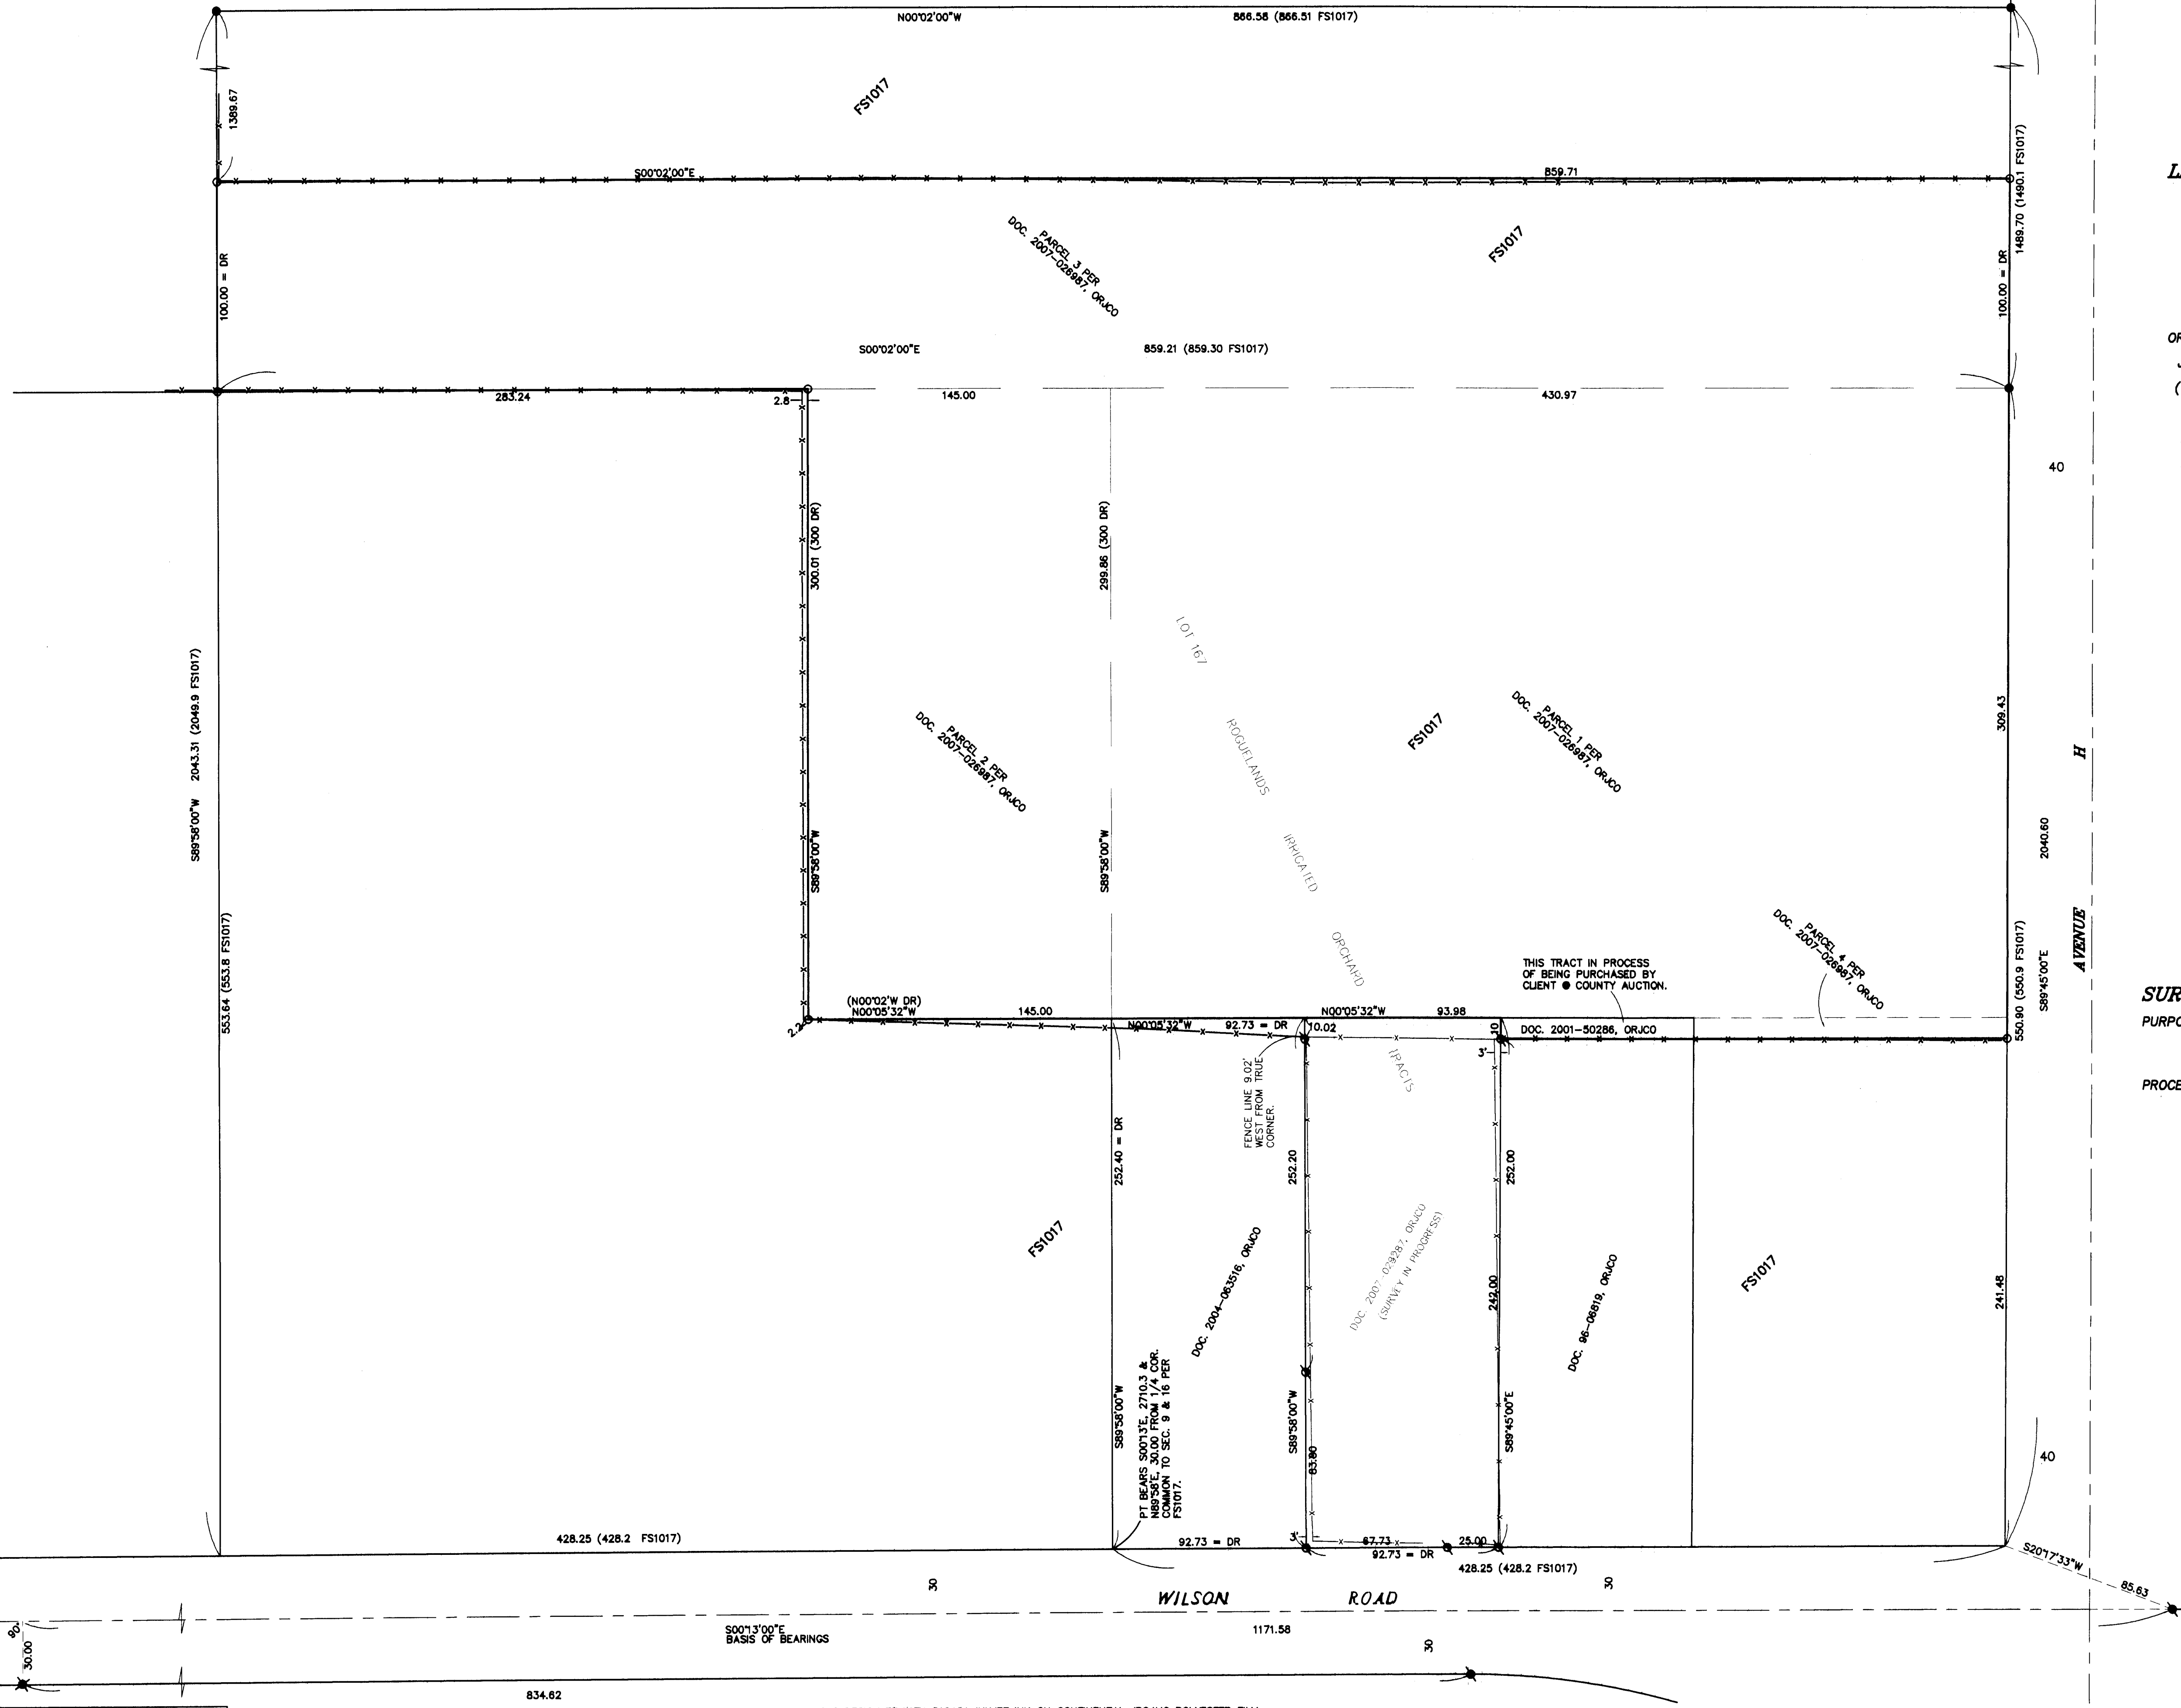 N00°02'00"W
866.58 (866.51 FS1017)
1389.67
FS1017
1489.70 (1490.1 FS1017)
S00°02'00"E
859.71
100.00 = DR
PARCEL 3 PER
DOC. 2007-026987, ORJCO
FS1017
100.00 = DR
S00°02'00"E
859.21 (859.30 FS1017)
283.24
2.8
145.00
430.97
40
300.01 (300 DR)
299.86 (300 DR)
LOT 167
S89°58'00"W 2043.31 (2049.9 FS1017)
PARCEL 2 PER
DOC. 2007-026987, ORJCO
ROGUELANDS
FS1017
PARCEL 1 PER
DOC. 2007-026987, ORJCO
309.43
H
S89°58'00"W
S89°58'00"W
IRRIGATED
2040.60
553.64 (553.8 FS1017)
ORCHARD
THIS TRACT IN PROCESS
OF BEING PURCHASED BY
CLIENT ● COUNTY AUCTION.
PARCEL 4 PER
DOC. 2007-026987, ORJCO
550.90 (550.9 FS1017)
S89°45'00"E
AVENUE
SUR
PURPO
PROCE
(N00°02'W DR)
N00°05'32"W
145.00
2.2
N00°05'32"W
92.73 = DR
10.02
N00°05'32"W
93.98
10
DOC. 2001-50286, ORJCO
3'
FENCE LINE 9.02'
WEST FROM TRUE
CORNER.
TRACTS
252.40 = DR
252.20
252.00
FS1017
DOC. 2004-063516, ORJCO
DOC. 2007-029287, ORJCO
(SURVEY IN PROGRESS)
242.00
DOC. 96-06819, ORJCO
FS1017
241.48
S89°58'00"W
PT BEARS S00°13'E, 2710.3 &
N89°58'E, 30.00 FROM 1/4 COR.
COMMON TO SEC. 9 & 16 PER
FS1017.
S89°58'00"W
83.80
S89°45'00"E
40
428.25 (428.2 FS1017)
92.73 = DR
3'
67.73
25.00
92.73 = DR
428.25 (428.2 FS1017)
S20°17'33"W
85.63
30
30
WILSON ROAD
90°
30.00
S00°13'00"E
BASIS OF BEARINGS
1171.58
30
834.62